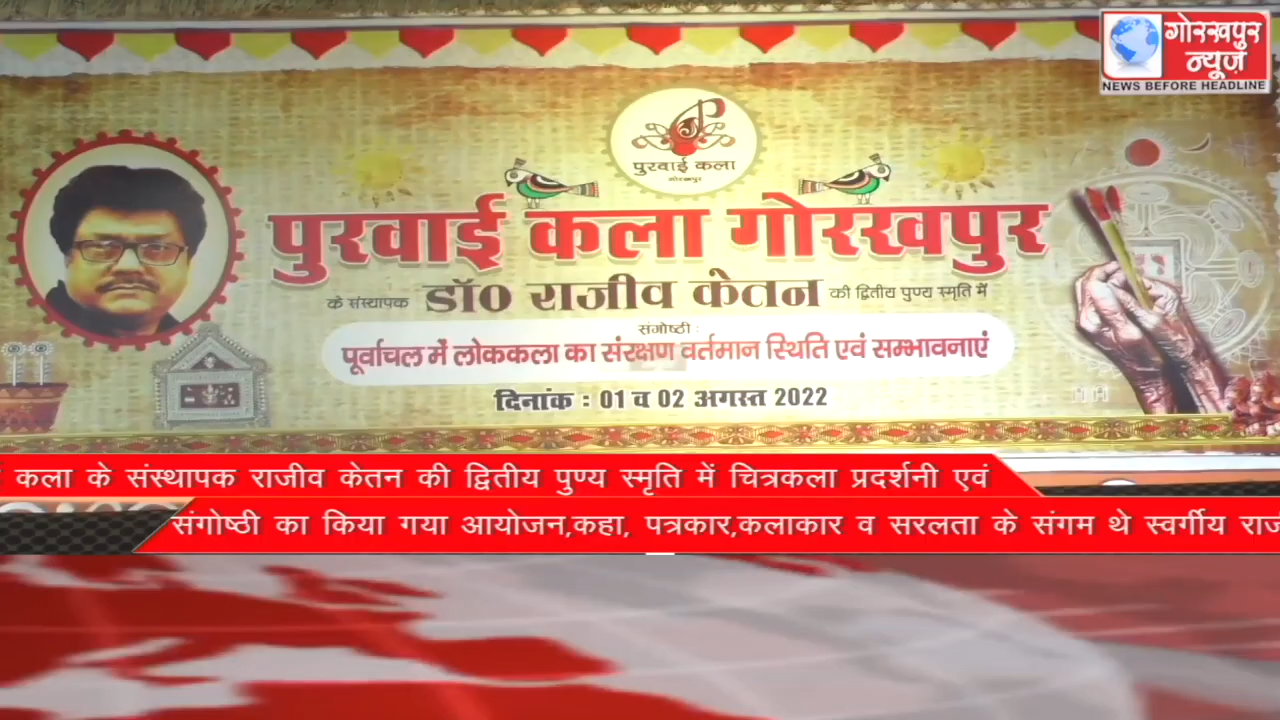 गोरखपुर
न्यूज़
NEWS BEFORE HEADLINE
पुरवाई कला
गोरखपुर
पुरवाई कला गोरखपुर
के संस्थापक डॉ0 राजीव केतन की द्वितीय पुण्य स्मृति में
संगोष्ठी :
पूर्वाचल में लोककला का संरक्षण वर्तमान स्थिति एवं सम्भावनाएं
दिनांक : 01 व 02 अगस्त 2022
कला के संस्थापक राजीव केतन की द्वितीय पुण्य स्मृति में चित्रकला प्रदर्शनी एवं
संगोष्ठी का किया गया आयोजन,कहा, पत्रकार,कलाकार व सरलता के संगम थे स्वर्गीय